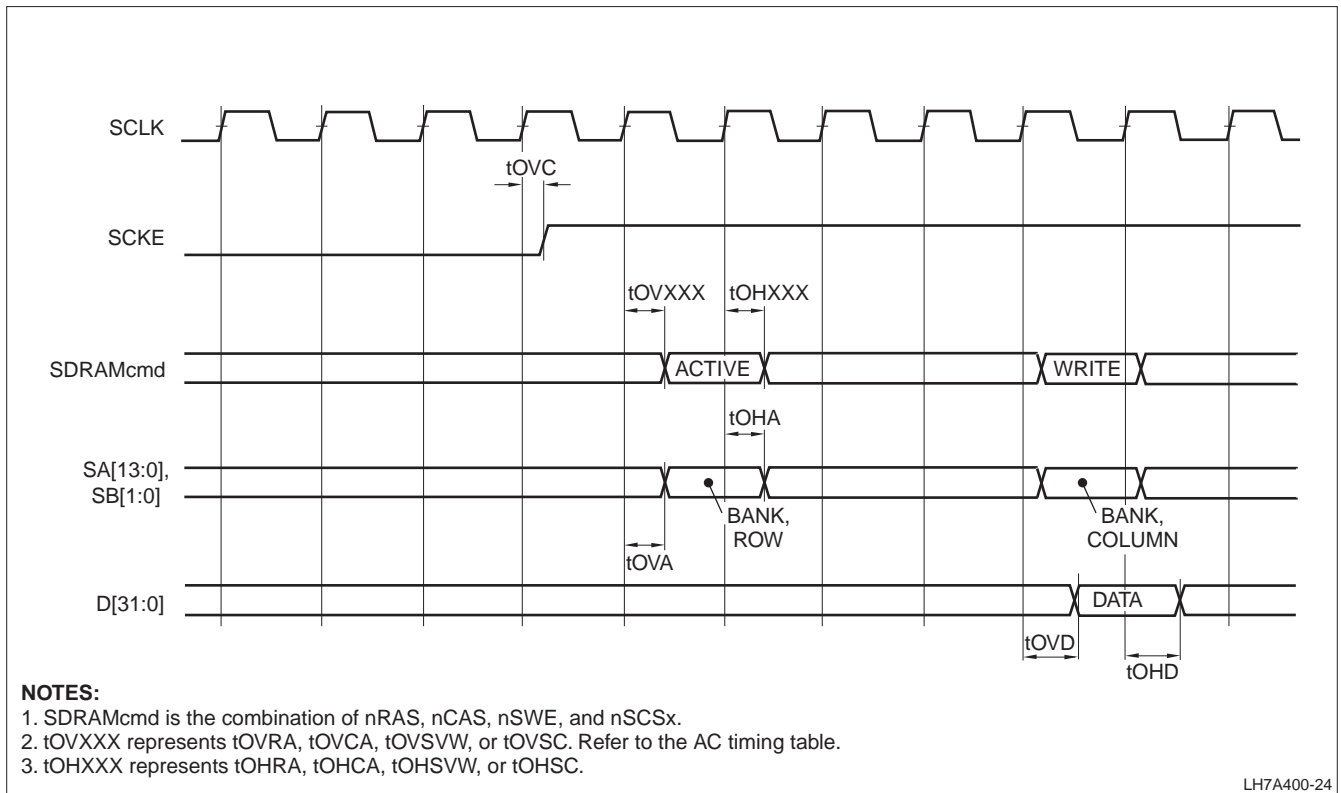 SCLK
tOVC
SCKE
tOVXXX
tOHXXX
SDRAMcmd
ACTIVE
WRITE
tOHA
SA[13:0],
SB[1:0]
BANK,
ROW
BANK,
COLUMN
tOVA
D[31:0]
DATA
tOVD
tOHD
NOTES:
1. SDRAMcmd is the combination of nRAS, nCAS, nSWE, and nSCSx.
2. tOVXXX represents tOVRA, tOVCA, tOVSVW, or tOVSC. Refer to the AC timing table.
3. tOHXXX represents tOHRA, tOHCA, tOHSVW, or tOHSC.
LH7A400-24